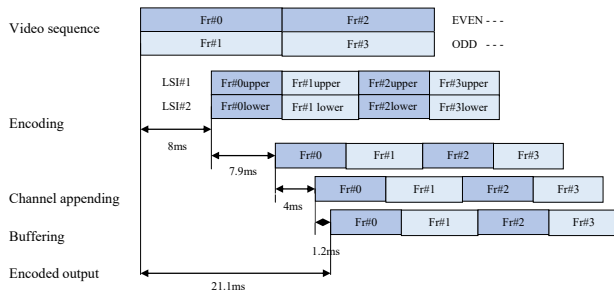 Video sequence
Fr#0 Fr#2 EVEN - - -
Fr#1 Fr#3 ODD - - -
LSI#1 Fr#0upper Fr#1upper Fr#2upper Fr#3upper
LSI#2 Fr#0lower Fr#1 lower Fr#2lower Fr#3lower
Encoding
8ms
Fr#0 Fr#1 Fr#2 Fr#3
7.9ms
Fr#0 Fr#1 Fr#2 Fr#3
Channel appending
4ms
Fr#0 Fr#1 Fr#2 Fr#3
Buffering
1.2ms
Encoded output
21.1ms